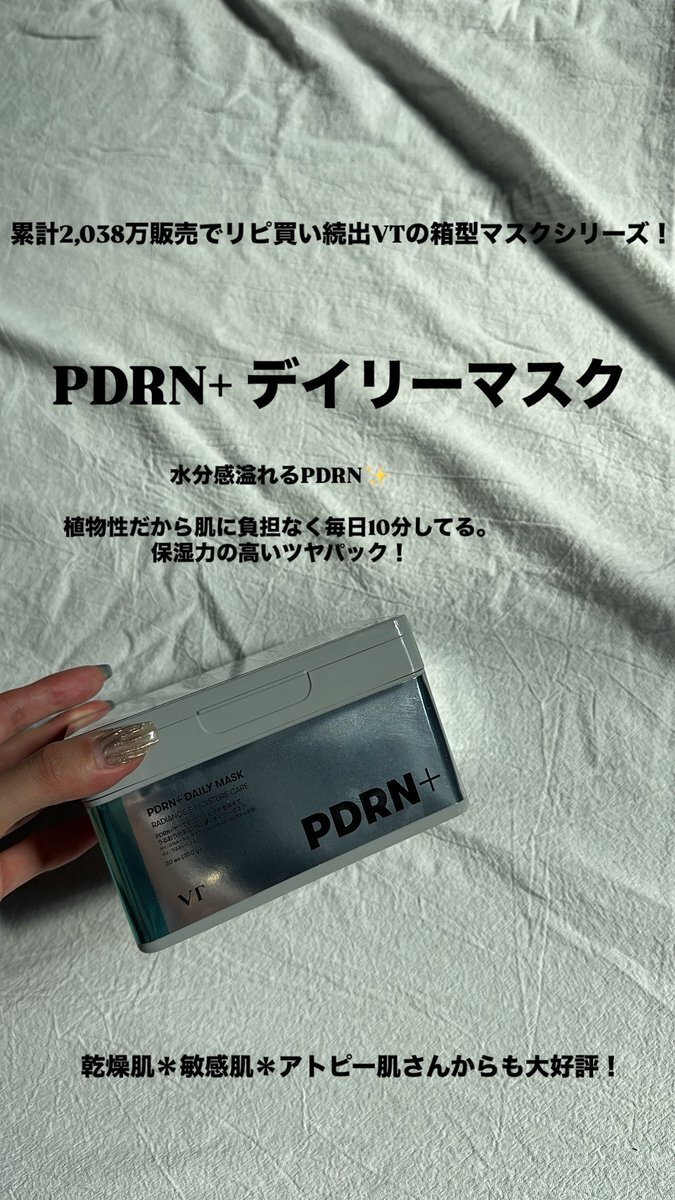 累計2,038万販売でリピ買い続出VTの箱型マスクシリーズ！
PDRN+ デイリーマスク
水分感溢れるPDRN✨
植物性だから肌に負担なく毎日10分してる。
保湿力の高いツヤパック！
PDRN+ DAILY MASK
RADIANCE & MOISTURE CARE
PDRN+
VT
乾燥肌＊敏感肌＊アトピー肌さんからも大好評！